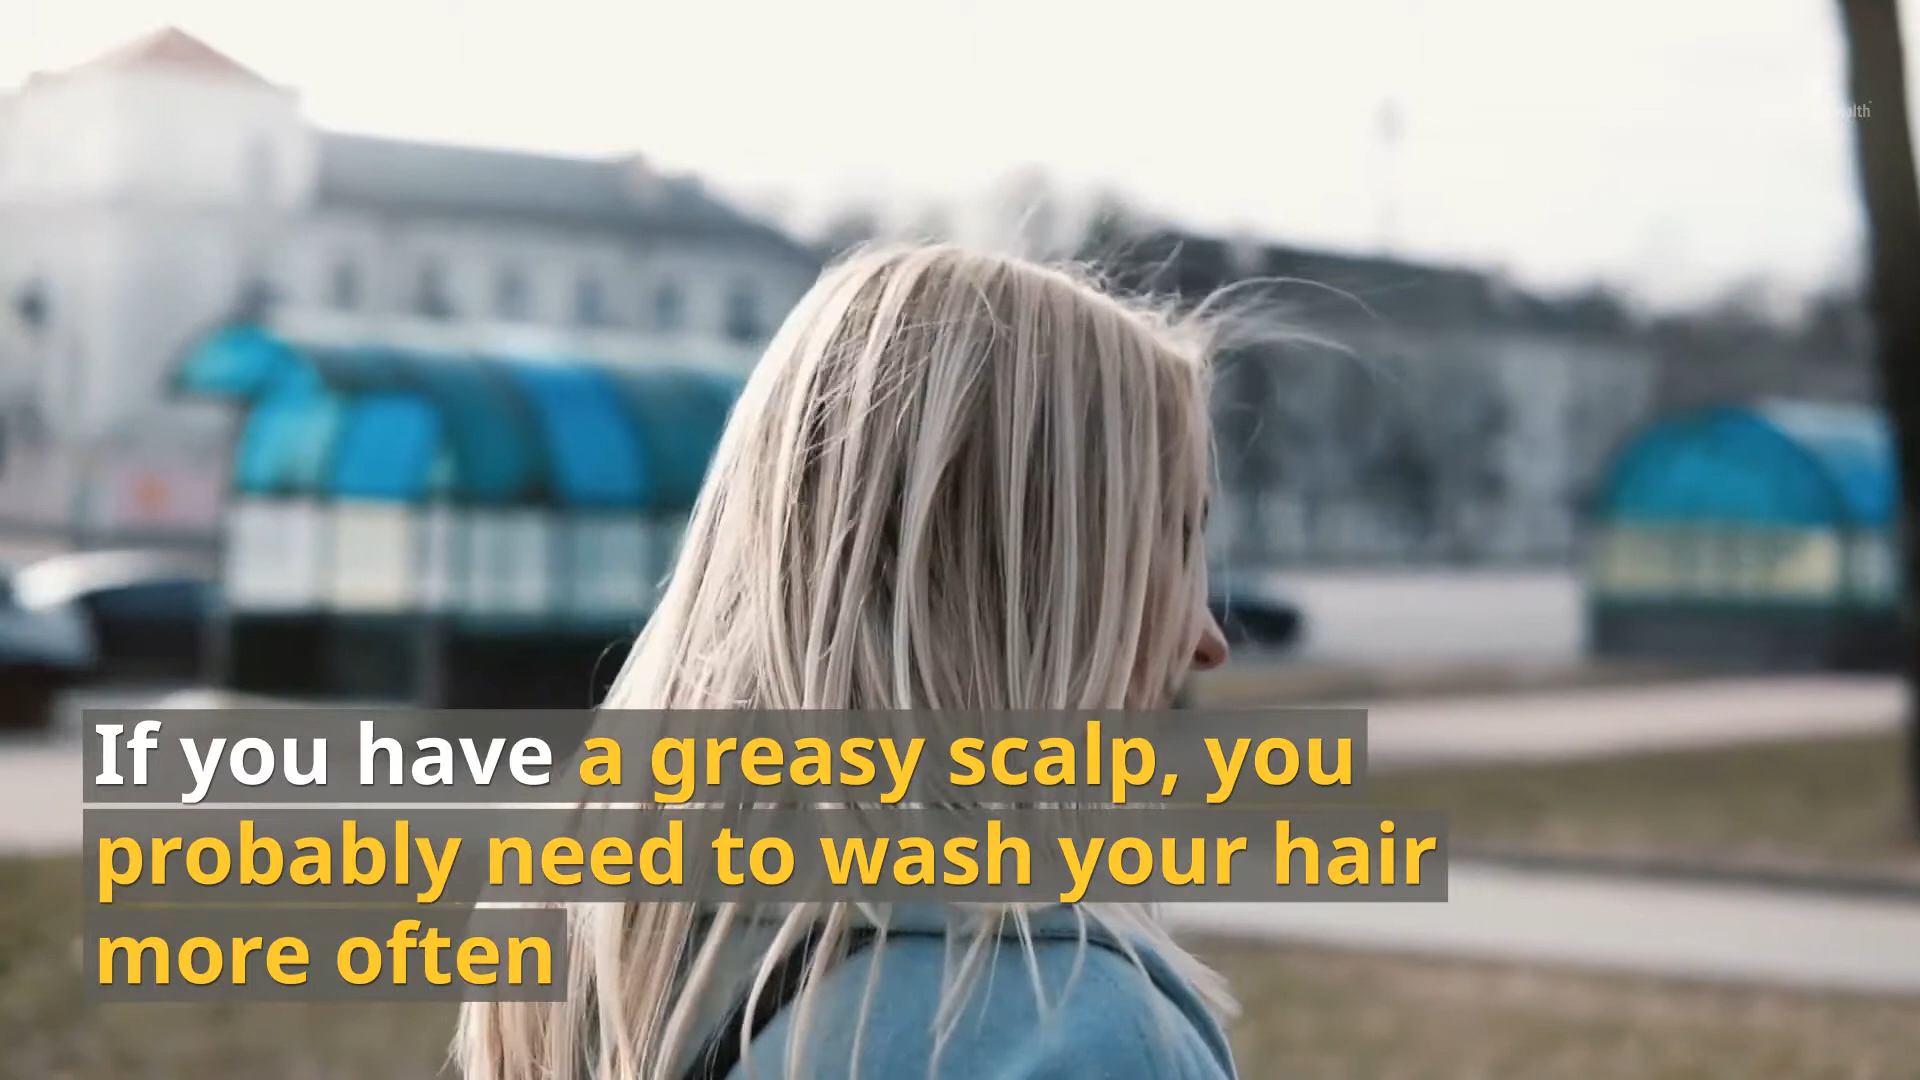 If you have a greasy scalp, you
probably need to wash your hair
more often